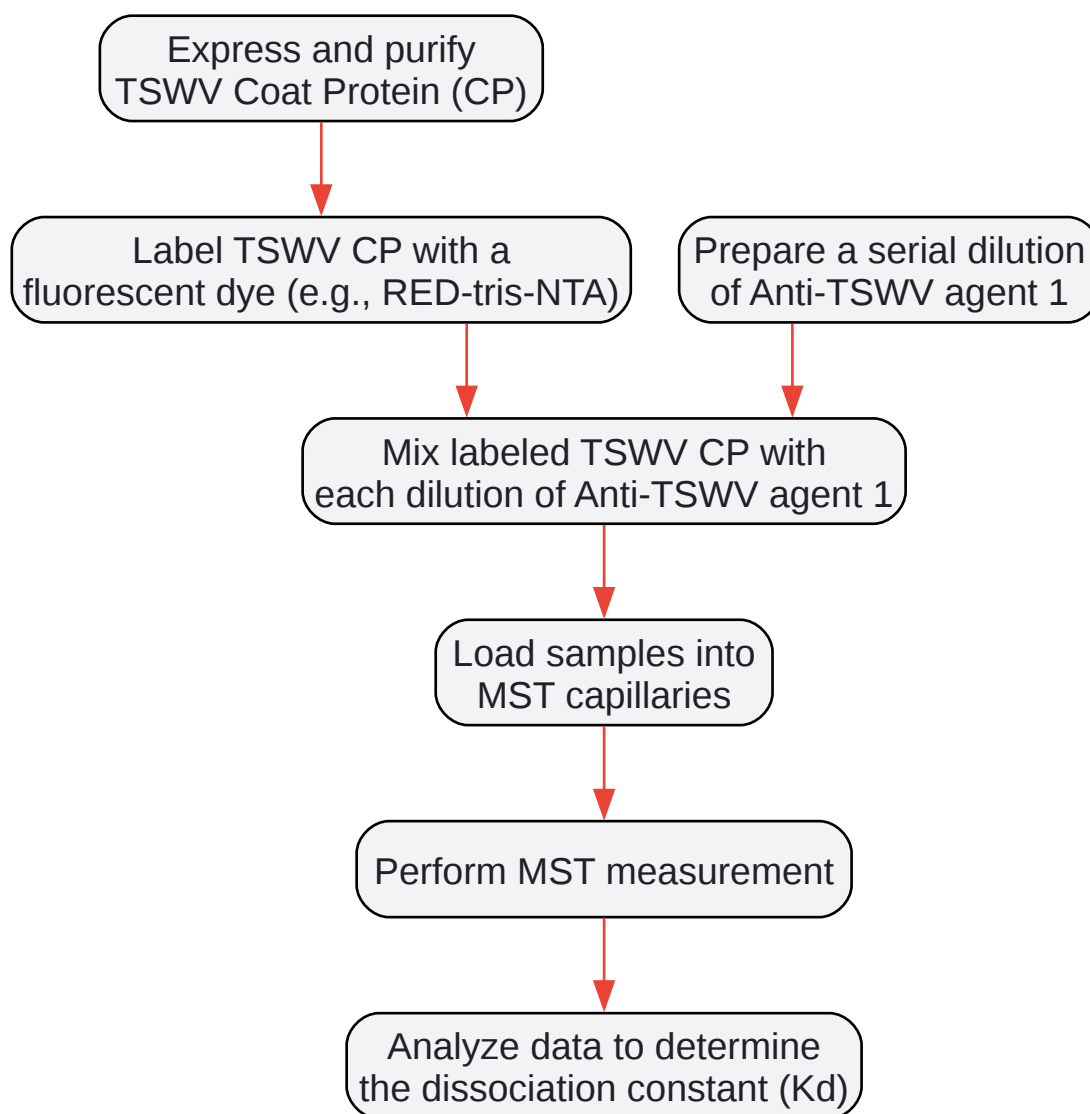 Express and purify
TSWV Coat Protein (CP)
Label TSWV CP with a
fluorescent dye (e.g., RED-tris-NTA)
Prepare a serial dilution
of Anti-TSWV agent 1
Mix labeled TSWV CP with
each dilution of Anti-TSWV agent 1
Load samples into
MST capillaries
Perform MST measurement
Analyze data to determine
the dissociation constant (Kd)